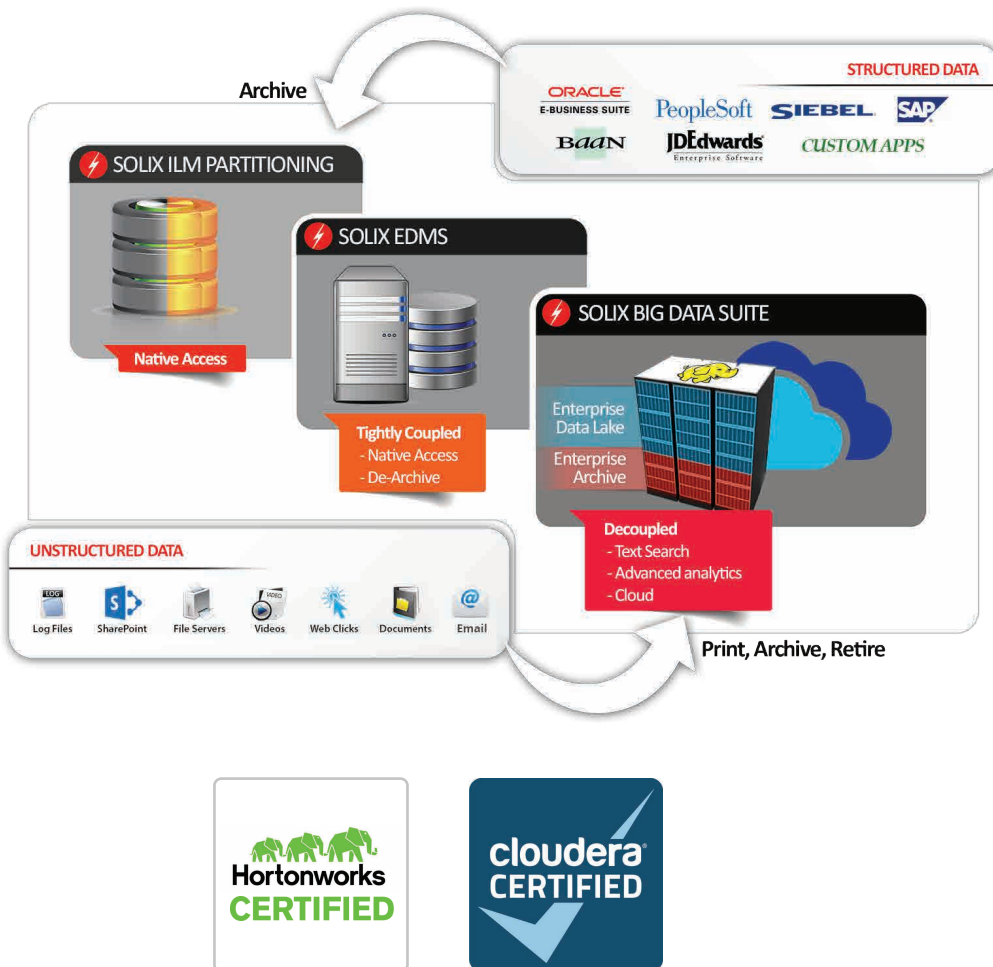 STRUCTURED DATA
ORACLE
E-BUSINESS SUITE
PeopleSoft
SIEBEL
SAP
BaaN
JDEdwards
Enterprise Software
CUSTOM APPS
Archive
SOLIX ILM PARTITIONING
Native Access
SOLIX EDMS
Tightly Coupled
- Native Access
- De-Archive
SOLIX BIG DATA SUITE
Enterprise
Data Lake
Enterprise
Archive
Decoupled
- Text Search
- Advanced analytics
- Cloud
UNSTRUCTURED DATA
LOG
S
VIDEO
@
Log Files
SharePoint
File Servers
Videos
Web Clicks
Documents
Email
Print, Archive, Retire
Hortonworks
CERTIFIED
cloudera
CERTIFIED